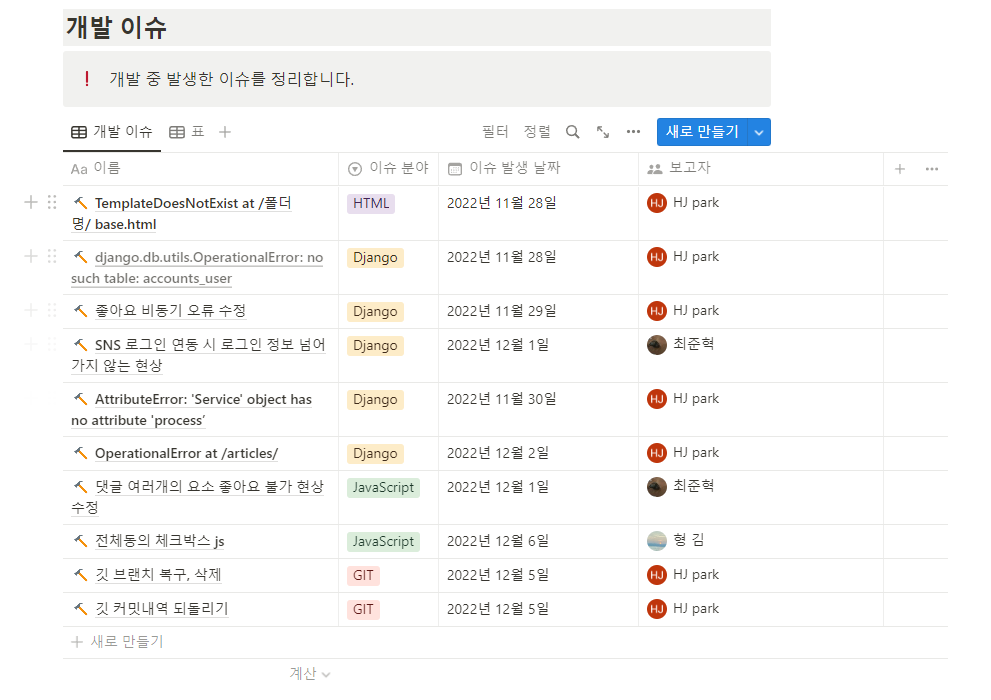 개발 이슈
❗ 개발 중 발생한 이슈를 정리합니다.
개발 이슈 표 + 필터 정렬 ••• 새로 만들기
Aa 이름 이슈 분야 이슈 발생 날짜 보고자 + •••
TemplateDoesNotExist at /폴더 HTML 2022년 11월 28일 HJ HJ park
명/ base.html
django.db.utils.OperationalError: no Django 2022년 11월 28일 HJ HJ park
such table: accounts_user
좋아요 비동기 오류 수정 Django 2022년 11월 29일 HJ HJ park
SNS 로그인 연동 시 로그인 정보 넘어 Django 2022년 12월 1일 최준혁
가지 않는 현상
AttributeError: 'Service' object has Django 2022년 11월 30일 HJ HJ park
no attribute 'process’
OperationalError at /articles/ Django 2022년 12월 2일 HJ HJ park
댓글 여러개의 요소 좋아요 불가 현상 JavaScript 2022년 12월 1일 최준혁
수정
전체동의 체크박스 js JavaScript 2022년 12월 6일 형 김
깃 브랜치 복구, 삭제 GIT 2022년 12월 5일 HJ HJ park
깃 커밋내역 되돌리기 GIT 2022년 12월 5일 HJ HJ park
+ 새로 만들기
계산